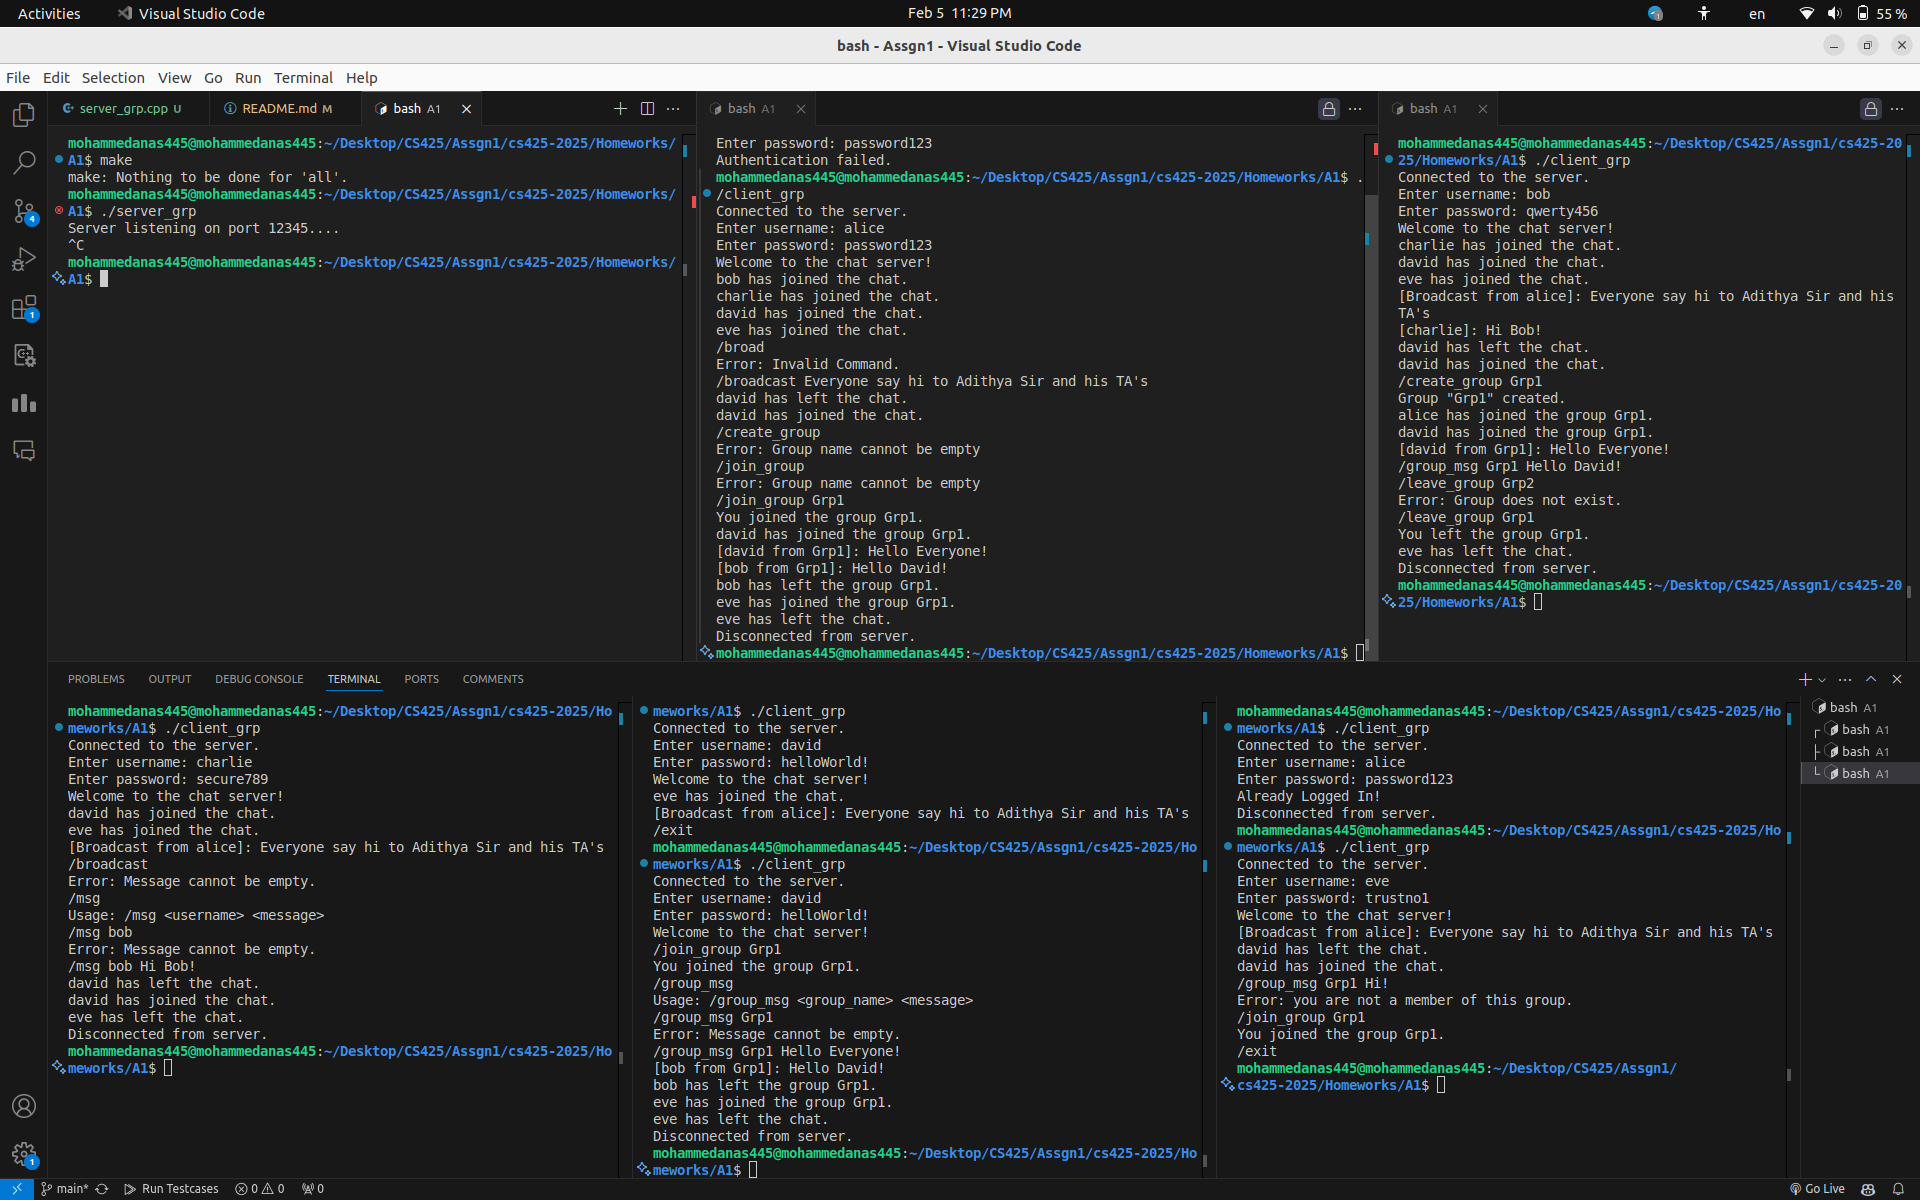 Activities
Visual Studio Code
Feb 5 11:29 PM
1
en
55 %
bash - Assgn1 - Visual Studio Code
File Edit Selection View Go Run Terminal Help
server_grp.cpp U
README.md M
bash A1
mohammedanas445@mohammedanas445:~/Desktop/CS425/Assgn1/cs425-2025/Homeworks/
A1$ make
make: Nothing to be done for 'all'.
mohammedanas445@mohammedanas445:~/Desktop/CS425/Assgn1/cs425-2025/Homeworks/
A1$ ./server_grp
Server listening on port 12345....
^C
mohammedanas445@mohammedanas445:~/Desktop/CS425/Assgn1/cs425-2025/Homeworks/
A1$
bash A1
Enter password: password123
Authentication failed.
mohammedanas445@mohammedanas445:~/Desktop/CS425/Assgn1/cs425-2025/Homeworks/A1$ .
/client_grp
Connected to the server.
Enter username: alice
Enter password: password123
Welcome to the chat server!
bob has joined the chat.
charlie has joined the chat.
david has joined the chat.
eve has joined the chat.
/broad
Error: Invalid Command.
/broadcast Everyone say hi to Adithya Sir and his TA's
david has left the chat.
david has joined the chat.
/create_group
Error: Group name cannot be empty
/join_group
Error: Group name cannot be empty
/join_group Grp1
You joined the group Grp1.
david has joined the group Grp1.
[david from Grp1]: Hello Everyone!
[bob from Grp1]: Hello David!
bob has left the group Grp1.
eve has joined the group Grp1.
eve has left the chat.
Disconnected from server.
mohammedanas445@mohammedanas445:~/Desktop/CS425/Assgn1/cs425-2025/Homeworks/A1$
bash A1
mohammedanas445@mohammedanas445:~/Desktop/CS425/Assgn1/cs425-20
25/Homeworks/A1$ ./client_grp
Connected to the server.
Enter username: bob
Enter password: qwerty456
Welcome to the chat server!
charlie has joined the chat.
david has joined the chat.
eve has joined the chat.
[Broadcast from alice]: Everyone say hi to Adithya Sir and his
TA's
[charlie]: Hi Bob!
david has left the chat.
david has joined the chat.
/create_group Grp1
Group "Grp1" created.
alice has joined the group Grp1.
david has joined the group Grp1.
[david from Grp1]: Hello Everyone!
/group_msg Grp1 Hello David!
/leave_group Grp2
Error: Group does not exist.
/leave_group Grp1
You left the group Grp1.
eve has left the chat.
Disconnected from server.
mohammedanas445@mohammedanas445:~/Desktop/CS425/Assgn1/cs425-20
25/Homeworks/A1$
4
1
1
PROBLEMS OUTPUT DEBUG CONSOLE TERMINAL PORTS COMMENTS
mohammedanas445@mohammedanas445:~/Desktop/CS425/Assgn1/cs425-2025/Ho
meworks/A1$ ./client_grp
Connected to the server.
Enter username: charlie
Enter password: secure789
Welcome to the chat server!
david has joined the chat.
eve has joined the chat.
[Broadcast from alice]: Everyone say hi to Adithya Sir and his TA's
/broadcast
Error: Message cannot be empty.
/msg
Usage: /msg <username> <message>
/msg bob
Error: Message cannot be empty.
/msg bob Hi Bob!
david has left the chat.
david has joined the chat.
eve has left the chat.
Disconnected from server.
mohammedanas445@mohammedanas445:~/Desktop/CS425/Assgn1/cs425-2025/Ho
meworks/A1$
meworks/A1$ ./client_grp
Connected to the server.
Enter username: david
Enter password: helloWorld!
Welcome to the chat server!
eve has joined the chat.
[Broadcast from alice]: Everyone say hi to Adithya Sir and his TA's
/exit
mohammedanas445@mohammedanas445:~/Desktop/CS425/Assgn1/cs425-2025/Ho
meworks/A1$ ./client_grp
Connected to the server.
Enter username: david
Enter password: helloWorld!
Welcome to the chat server!
/join_group Grp1
You joined the group Grp1.
/group_msg
Usage: /group_msg <group_name> <message>
/group_msg Grp1
Error: Message cannot be empty.
/group_msg Grp1 Hello Everyone!
[bob from Grp1]: Hello David!
bob has left the group Grp1.
eve has joined the group Grp1.
eve has left the chat.
Disconnected from server.
mohammedanas445@mohammedanas445:~/Desktop/CS425/Assgn1/cs425-2025/Ho
meworks/A1$
mohammedanas445@mohammedanas445:~/Desktop/CS425/Assgn1/cs425-2025/Ho
meworks/A1$ ./client_grp
Connected to the server.
Enter username: alice
Enter password: password123
Already Logged In!
Disconnected from server.
mohammedanas445@mohammedanas445:~/Desktop/CS425/Assgn1/cs425-2025/Ho
meworks/A1$ ./client_grp
Connected to the server.
Enter username: eve
Enter password: trustno1
Welcome to the chat server!
[Broadcast from alice]: Everyone say hi to Adithya Sir and his TA's
david has left the chat.
david has joined the chat.
/group_msg Grp1 Hi!
Error: you are not a member of this group.
/join_group Grp1
You joined the group Grp1.
/exit
mohammedanas445@mohammedanas445:~/Desktop/CS425/Assgn1/
cs425-2025/Homeworks/A1$
bash A1
bash A1
bash A1
bash A1
main* Run Testcases 0 0 0
Go Live